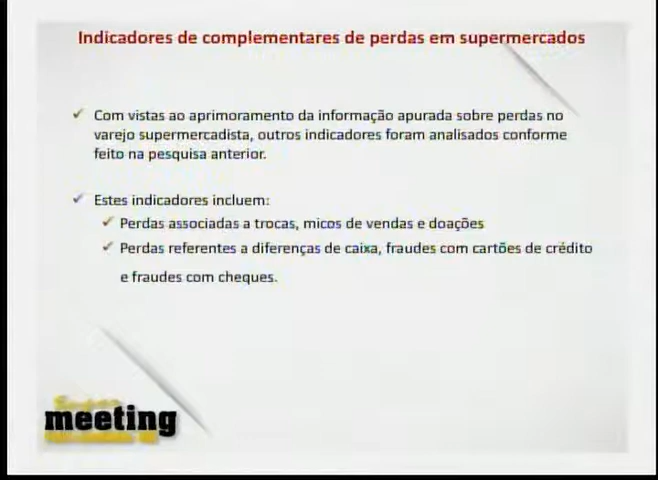 Indicadores de complementares de perdas em supermercados
Com vistas ao aprimoramento da informação apurada sobre perdas no
varejo supermercadista, outros indicadores foram analisados conforme
feito na pesquisa anterior.
Estes indicadores incluem:
Perdas associadas a trocas, micos de vendas e doações
Perdas referentes a diferenças de caixa, fraudes com cartões de crédito
e fraudes com cheques.
meeting